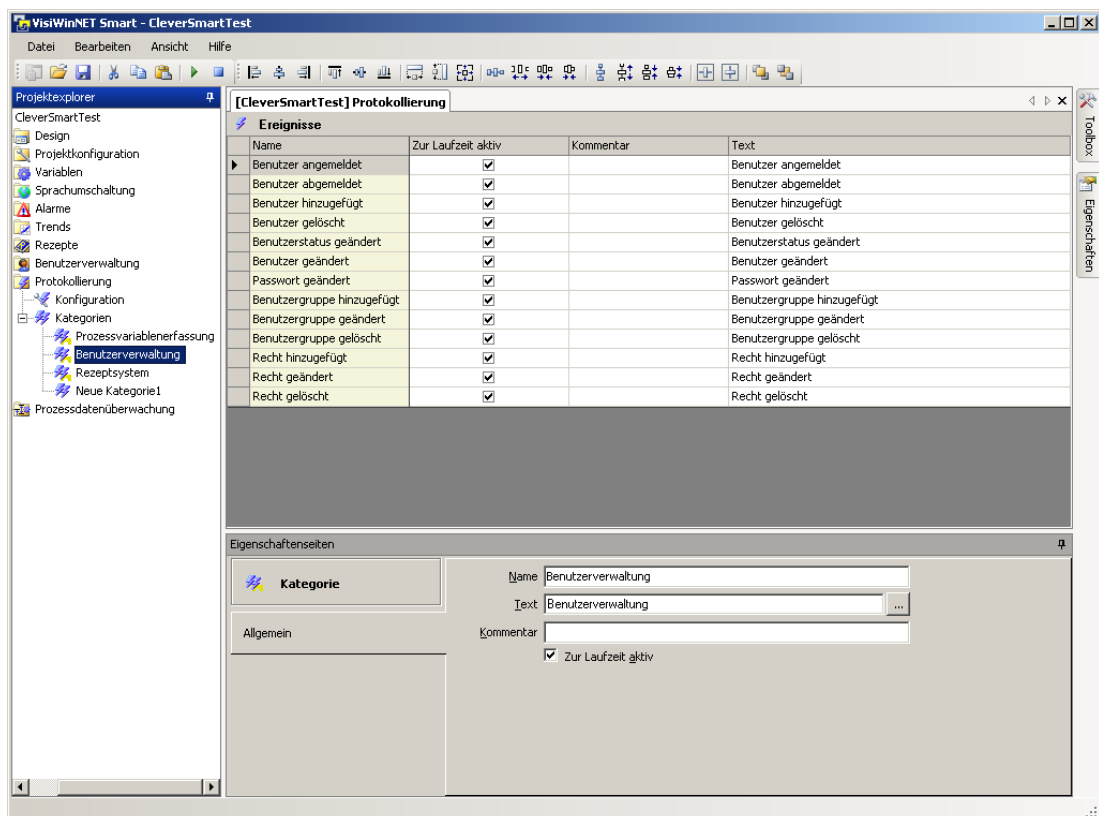 VisiWinNET Smart - CleverSmartTest
Datei Bearbeiten Ansicht Hilfe
Projektexplorer
CleverSmartTest
Design
Projektkonfiguration
Variablen
Sprachumschaltung
Alarme
Trends
Rezepte
Benutzerverwaltung
Protokollierung
Konfiguration
Kategorien
Prozessvariablenerfassung
Benutzerverwaltung
Rezeptsystem
Neue Kategorie1
Prozessdatenüberwachung
[CleverSmartTest] Protokollierung
Ereignisse
Name Zur Laufzeit aktiv Kommentar Text
Benutzer angemeldet Benutzer angemeldet
Benutzer abgemeldet Benutzer abgemeldet
Benutzer hinzugefügt Benutzer hinzugefügt
Benutzer gelöscht Benutzer gelöscht
Benutzerstatus geändert Benutzerstatus geändert
Benutzer geändert Benutzer geändert
Passwort geändert Passwort geändert
Benutzergruppe hinzugefügt Benutzergruppe hinzugefügt
Benutzergruppe geändert Benutzergruppe geändert
Benutzergruppe gelöscht Benutzergruppe gelöscht
Recht hinzugefügt Recht hinzugefügt
Recht geändert Recht geändert
Recht gelöscht Recht gelöscht
Eigenschaftenseiten
Kategorie
Allgemein
Name Benutzerverwaltung
Text Benutzerverwaltung ...
Kommentar
Zur Laufzeit aktiv
Toolbox
Eigenschaften